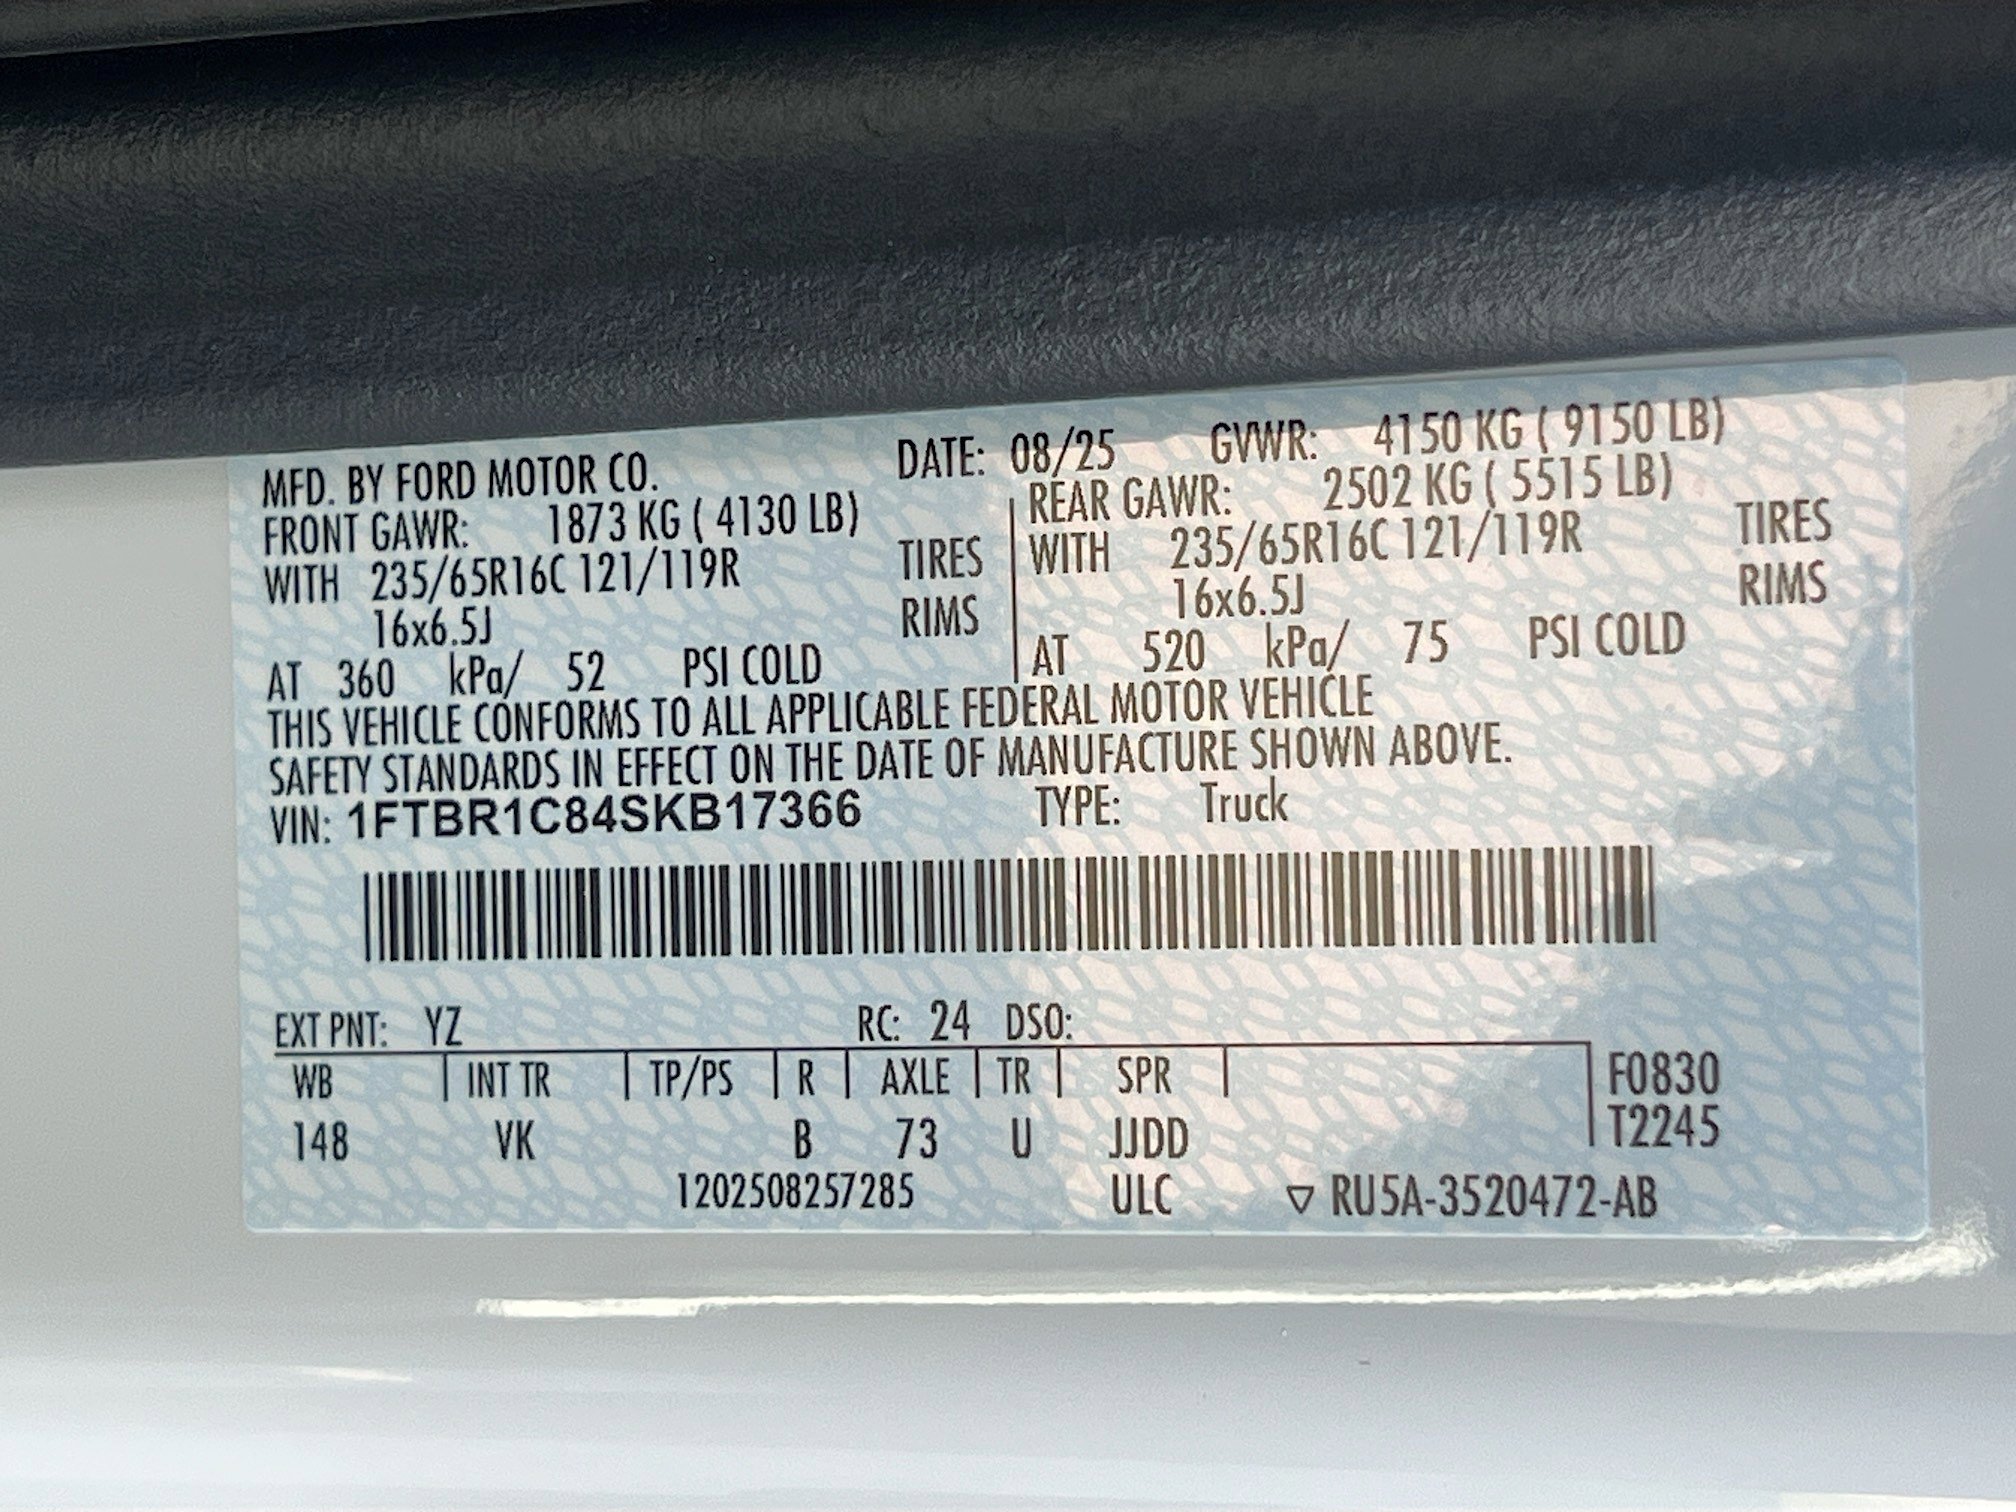 MFD. BY FORD MOTOR CO. DATE: 08/25 GVWR: 4150 KG ( 9150 LB)
FRONT GAWR: 1873 KG ( 4130 LB) REAR GAWR: 2502 KG ( 5515 LB)
WITH 235/65R16C 121/119R TIRES WITH 235/65R16C 121/119R TIRES
16x6.5J RIMS 16x6.5J RIMS
AT 360 kPa/ 52 PSI COLD AT 520 kPa/ 75 PSI COLD
THIS VEHICLE CONFORMS TO ALL APPLICABLE FEDERAL MOTOR VEHICLE
SAFETY STANDARDS IN EFFECT ON THE DATE OF MANUFACTURE SHOWN ABOVE.
VIN: 1FTBR1C84SKB17366 TYPE: Truck
EXT PNT: YZ RC: 24 DSO:
WB INT TR TP/PS R AXLE TR SPR F0830
148 VK B 73 U JJDD T2245
1202508257285 ULC ▽ RU5A-3520472-AB